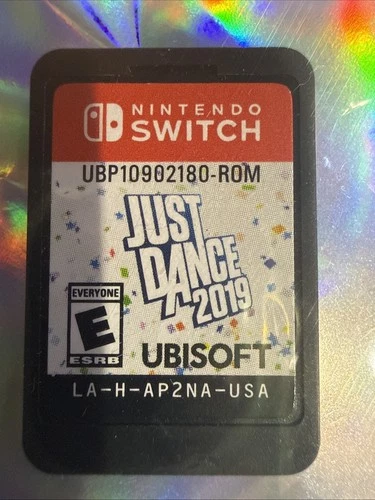 NINTENDO
SWITCH
UBP10902180-ROM
JUST
DANCE
2019
EVERYONE
E
ESRB
UBISOFT
LA-H-AP2NA-USA